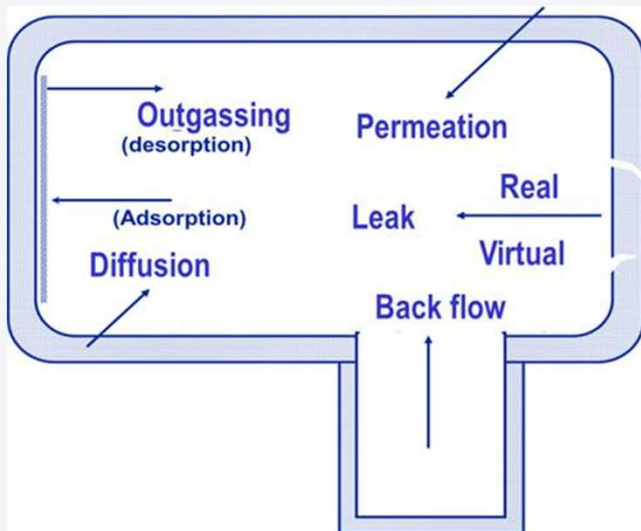 Outgassing
(desorption)
Permeation
(Adsorption)
Real
Leak
Virtual
Diffusion
Back flow